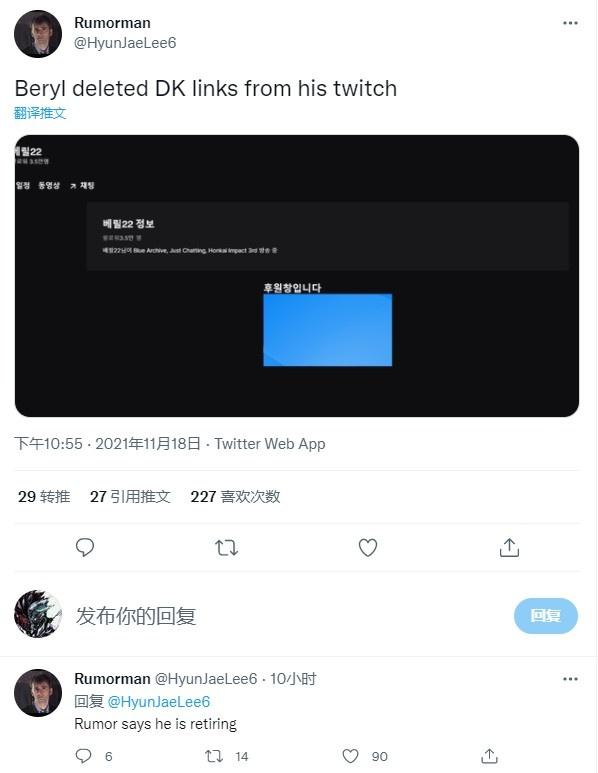 Rumorman
@HyunJaeLee6
Beryl deleted DK links from his twitch
翻译推文
베릴22
팔로워 3.5만명
일정 동영상 채팅
베릴22 정보
팔로워3.5만 명
베릴22님이 Blue Archive, Just Chatting, Honkai Impact 3rd 방송 중
후원창입니다
下午10:55 · 2021年11月18日 · Twitter Web App
29 转推 27 引用推文 227 喜欢次数
发布你的回复
回复
Rumorman @HyunJaeLee6 · 10小时
回复 @HyunJaeLee6
Rumor says he is retiring
6 14 90